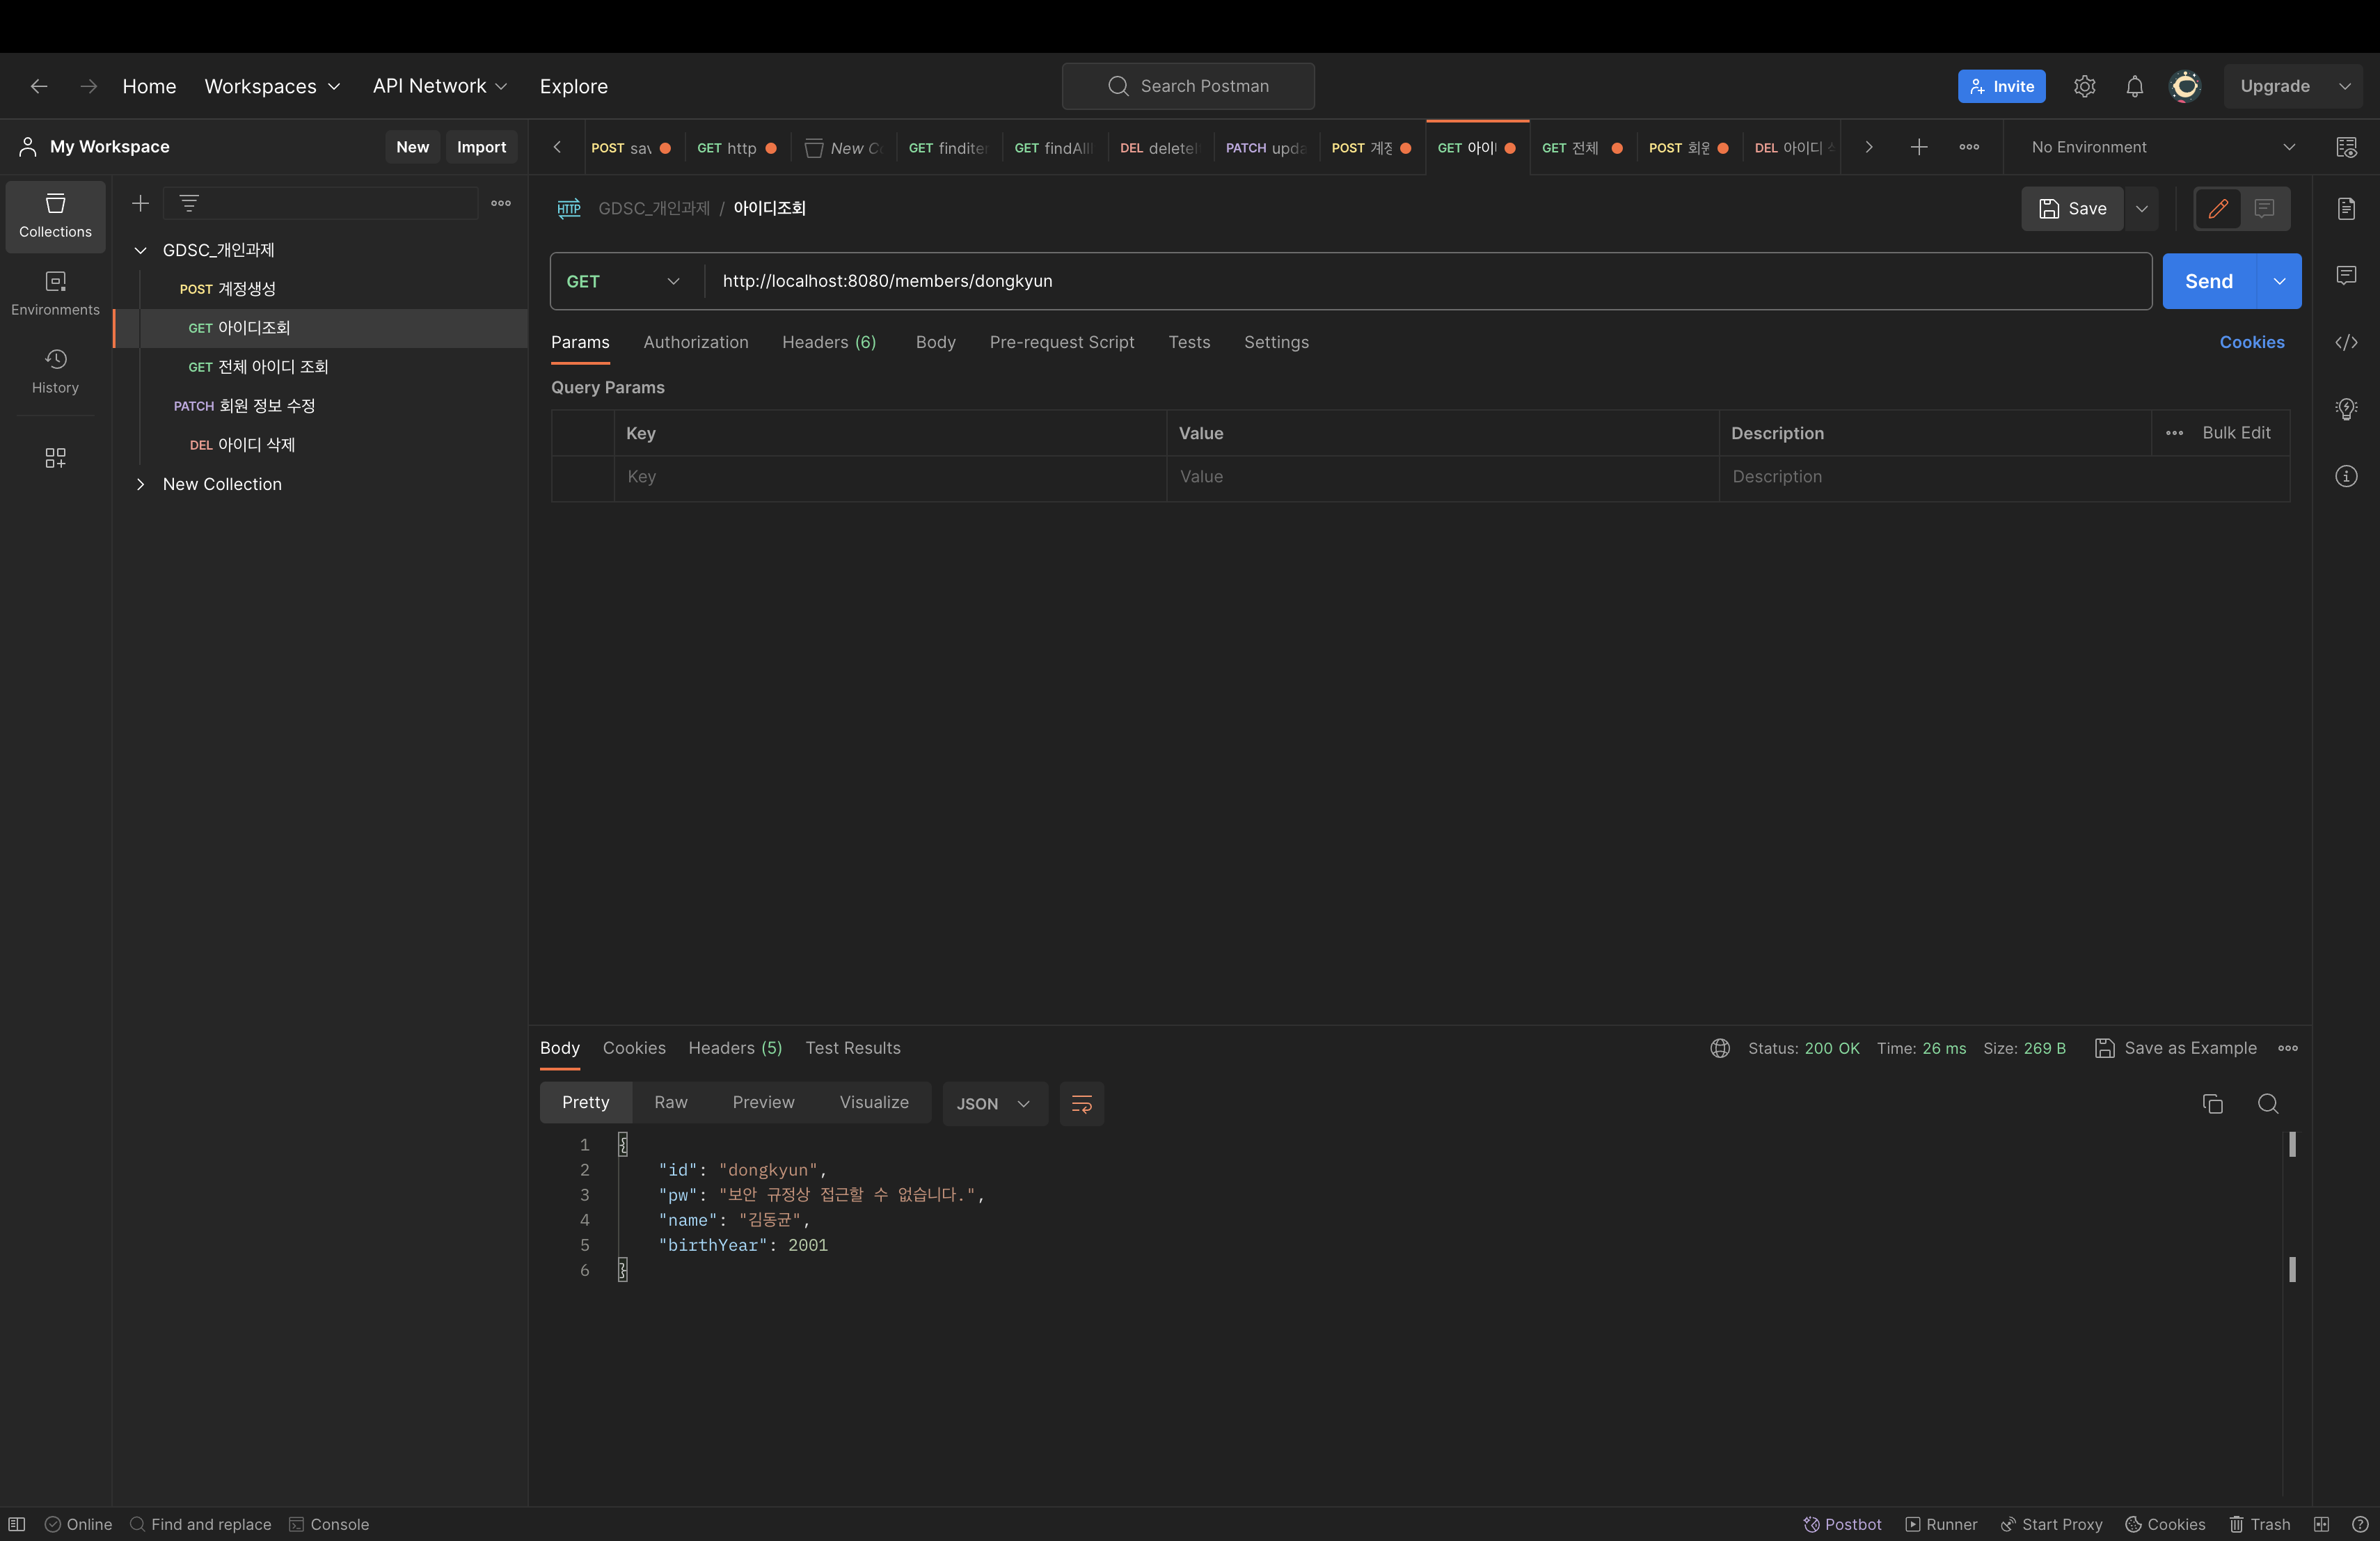 Home Workspaces API Network Explore Search Postman Invite Upgrade
My Workspace New Import
POST sav GET http New C GET finditer GET findAll DEL delete PATCH upda POST 계정 GET 아이 GET 전체 POST 회원 DEL 아이디 No Environment
Collections
Environments
History
GDSC_개인과제
POST 계정생성
GET 아이디조회
GET 전체 아이디 조회
PATCH 회원 정보 수정
DEL 아이디 삭제
New Collection
HTTP GDSC_개인과제 / 아이디조회 Save
GET http://localhost:8080/members/dongkyun Send
Params Authorization Headers (6) Body Pre-request Script Tests Settings Cookies
Query Params
Key Value Description Bulk Edit
Key Value Description
Body Cookies Headers (5) Test Results Status: 200 OK Time: 26 ms Size: 269 B Save as Example
Pretty Raw Preview Visualize JSON
1 {
2 "id": "dongkyun",
3 "pw": "보안 규정상 접근할 수 없습니다.",
4 "name": "김동균",
5 "birthYear": 2001
6 }
Online Find and replace Console Postbot Runner Start Proxy Cookies Trash